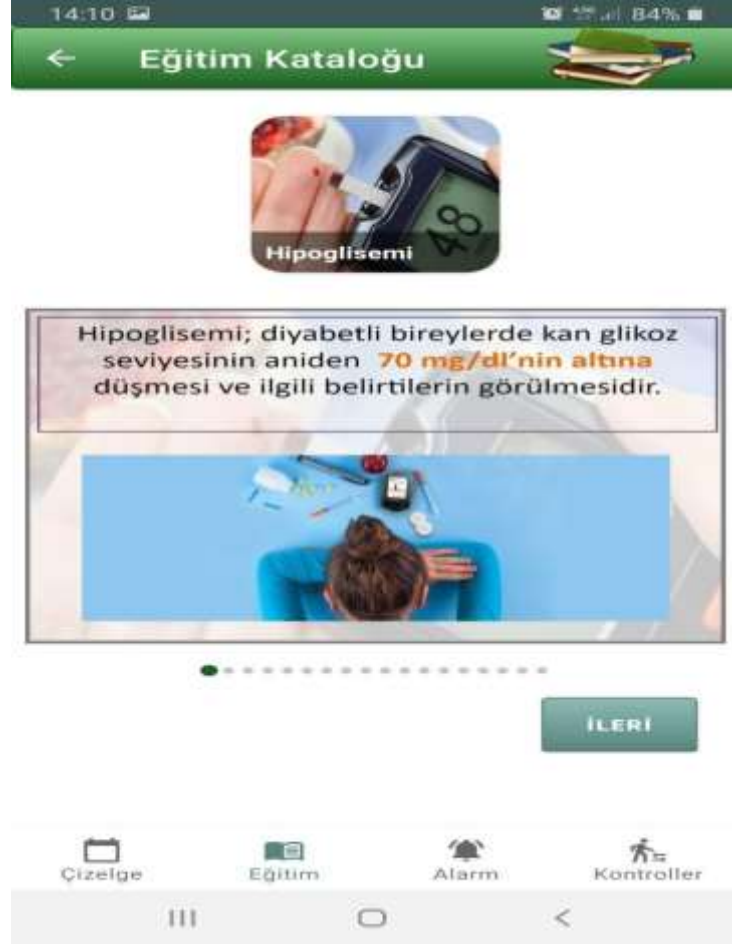 14:10
84%
Eğitim Kataloğu
48
Hipoglisemi
Hipoglisemi; diyabetli bireylerde kan glikoz
seviyesinin aniden 70 mg/dl’nin altına
düşmesi ve ilgili belirtilerin görülmesidir.
İLERİ
Çizelge
Eğitim
Alarm
Kontroller